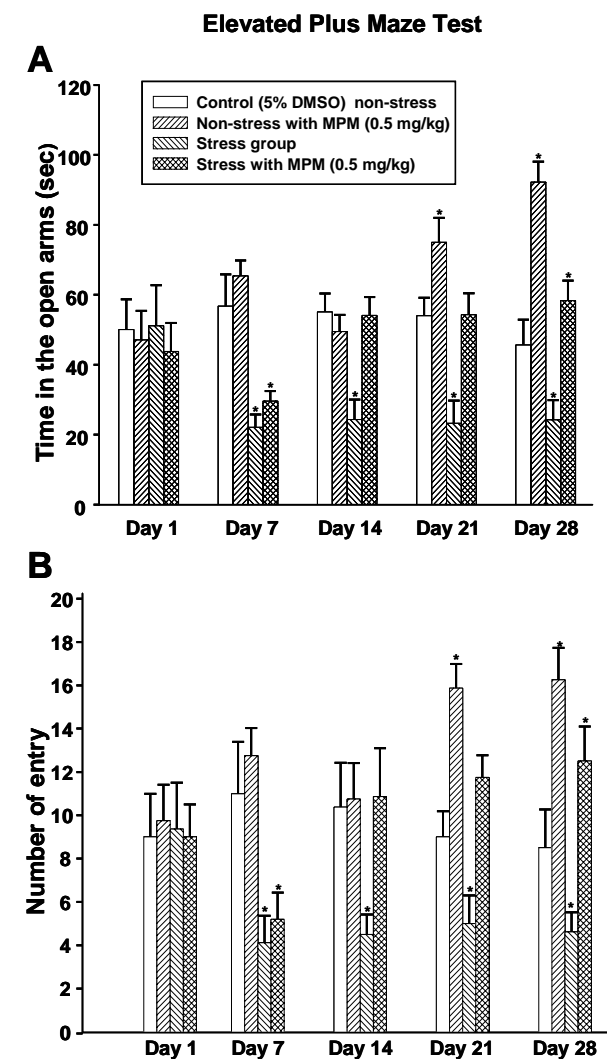 Elevated Plus Maze Test
A
Time in the open arms (sec)
120
100
80
60
40
20
0
Control (5% DMSO) non-stress
Non-stress with MPM (0.5 mg/kg)
Stress group
Stress with MPM (0.5 mg/kg)
* * * * * * * *
Day 1 Day 7 Day 14 Day 21 Day 28
B
Number of entry
20
18
16
14
12
10
8
6
4
2
0
* * * * * * * *
Day 1 Day 7 Day 14 Day 21 Day 28